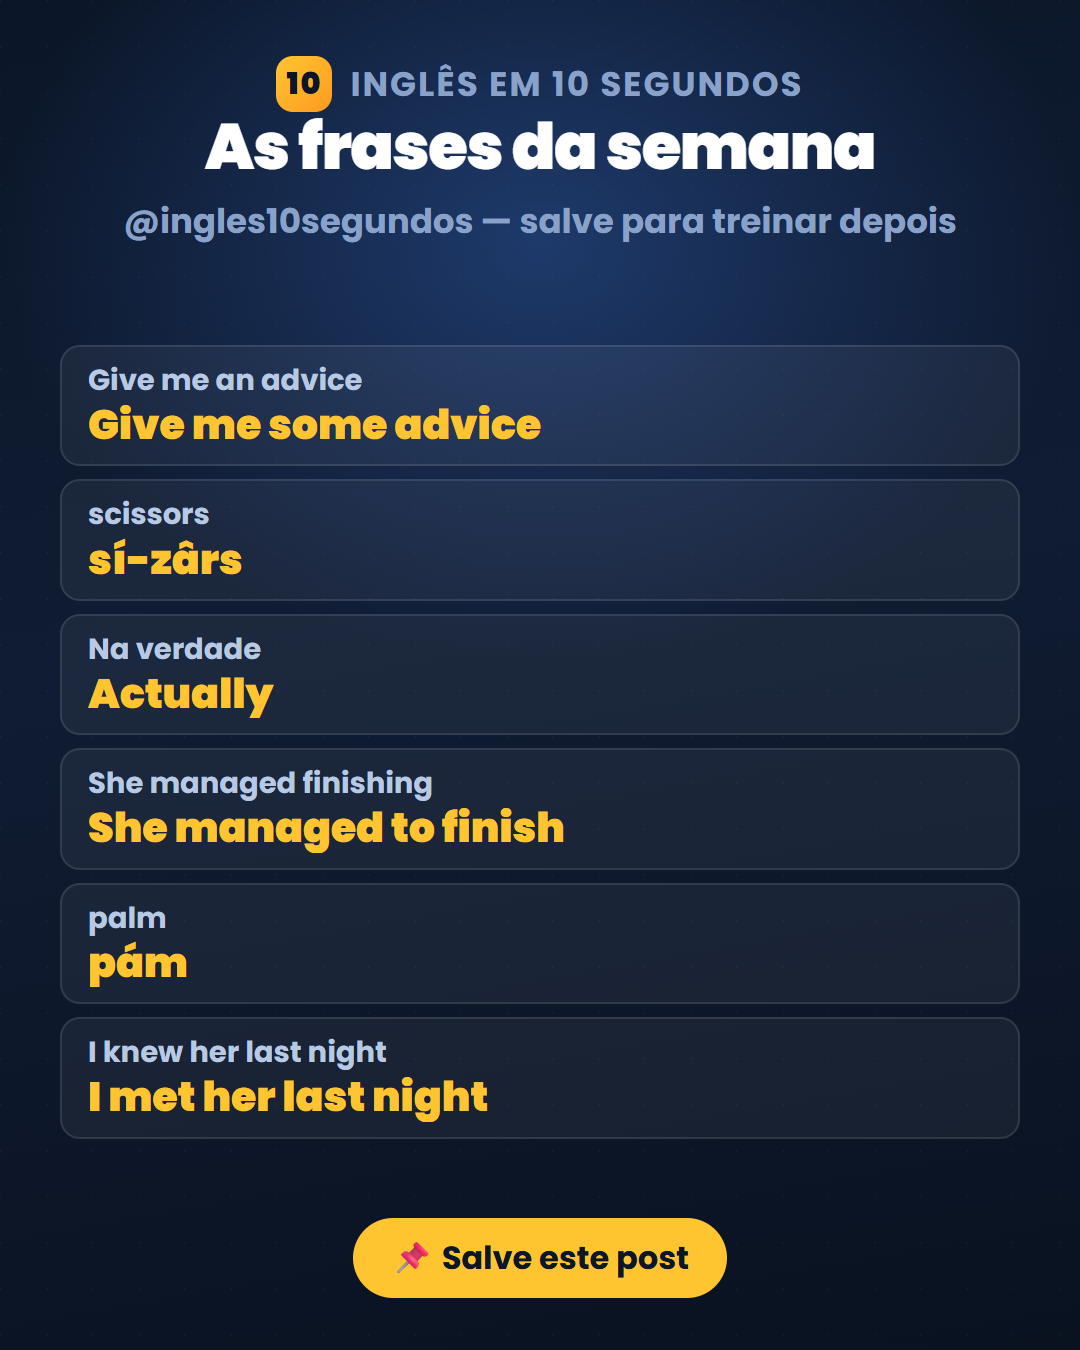 10 INGLÊS EM 10 SEGUNDOS
As frases da semana
@ingles10segundos — salve para treinar depois
Give me an advice
Give me some advice
scissors
sí-zârs
Na verdade
Actually
She managed finishing
She managed to finish
palm
pám
I knew her last night
I met her last night
📌 Salve este post